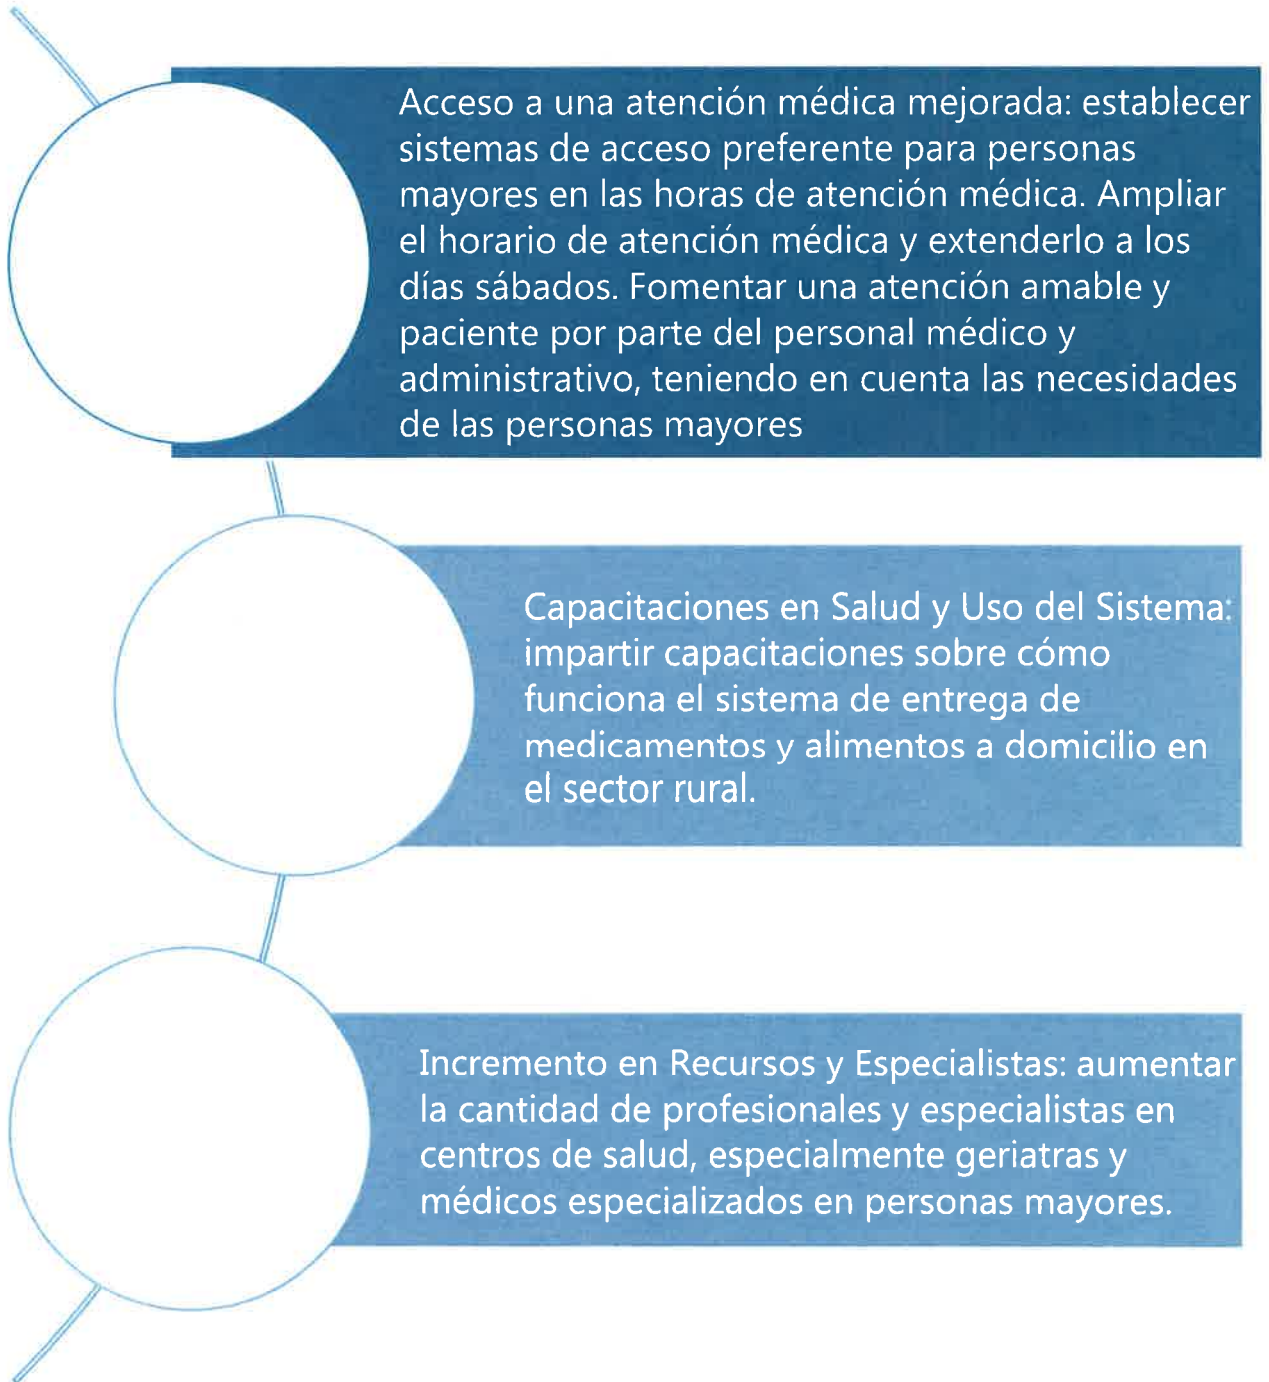 Acceso a una atención médica mejorada: establecer
sistemas de acceso preferente para personas
mayores en las horas de atención médica. Ampliar
el horario de atención médica y extenderlo a los
días sábados. Fomentar una atención amable y
paciente por parte del personal médico y
administrativo, teniendo en cuenta las necesidades
de las personas mayores
Capacitaciones en Salud y Uso del Sistema:
impartir capacitaciones sobre cómo
funciona el sistema de entrega de
medicamentos y alimentos a domicilio en
el sector rural.
Incremento en Recursos y Especialistas: aumentar
la cantidad de profesionales y especialistas en
centros de salud, especialmente geriatras y
médicos especializados en personas mayores.